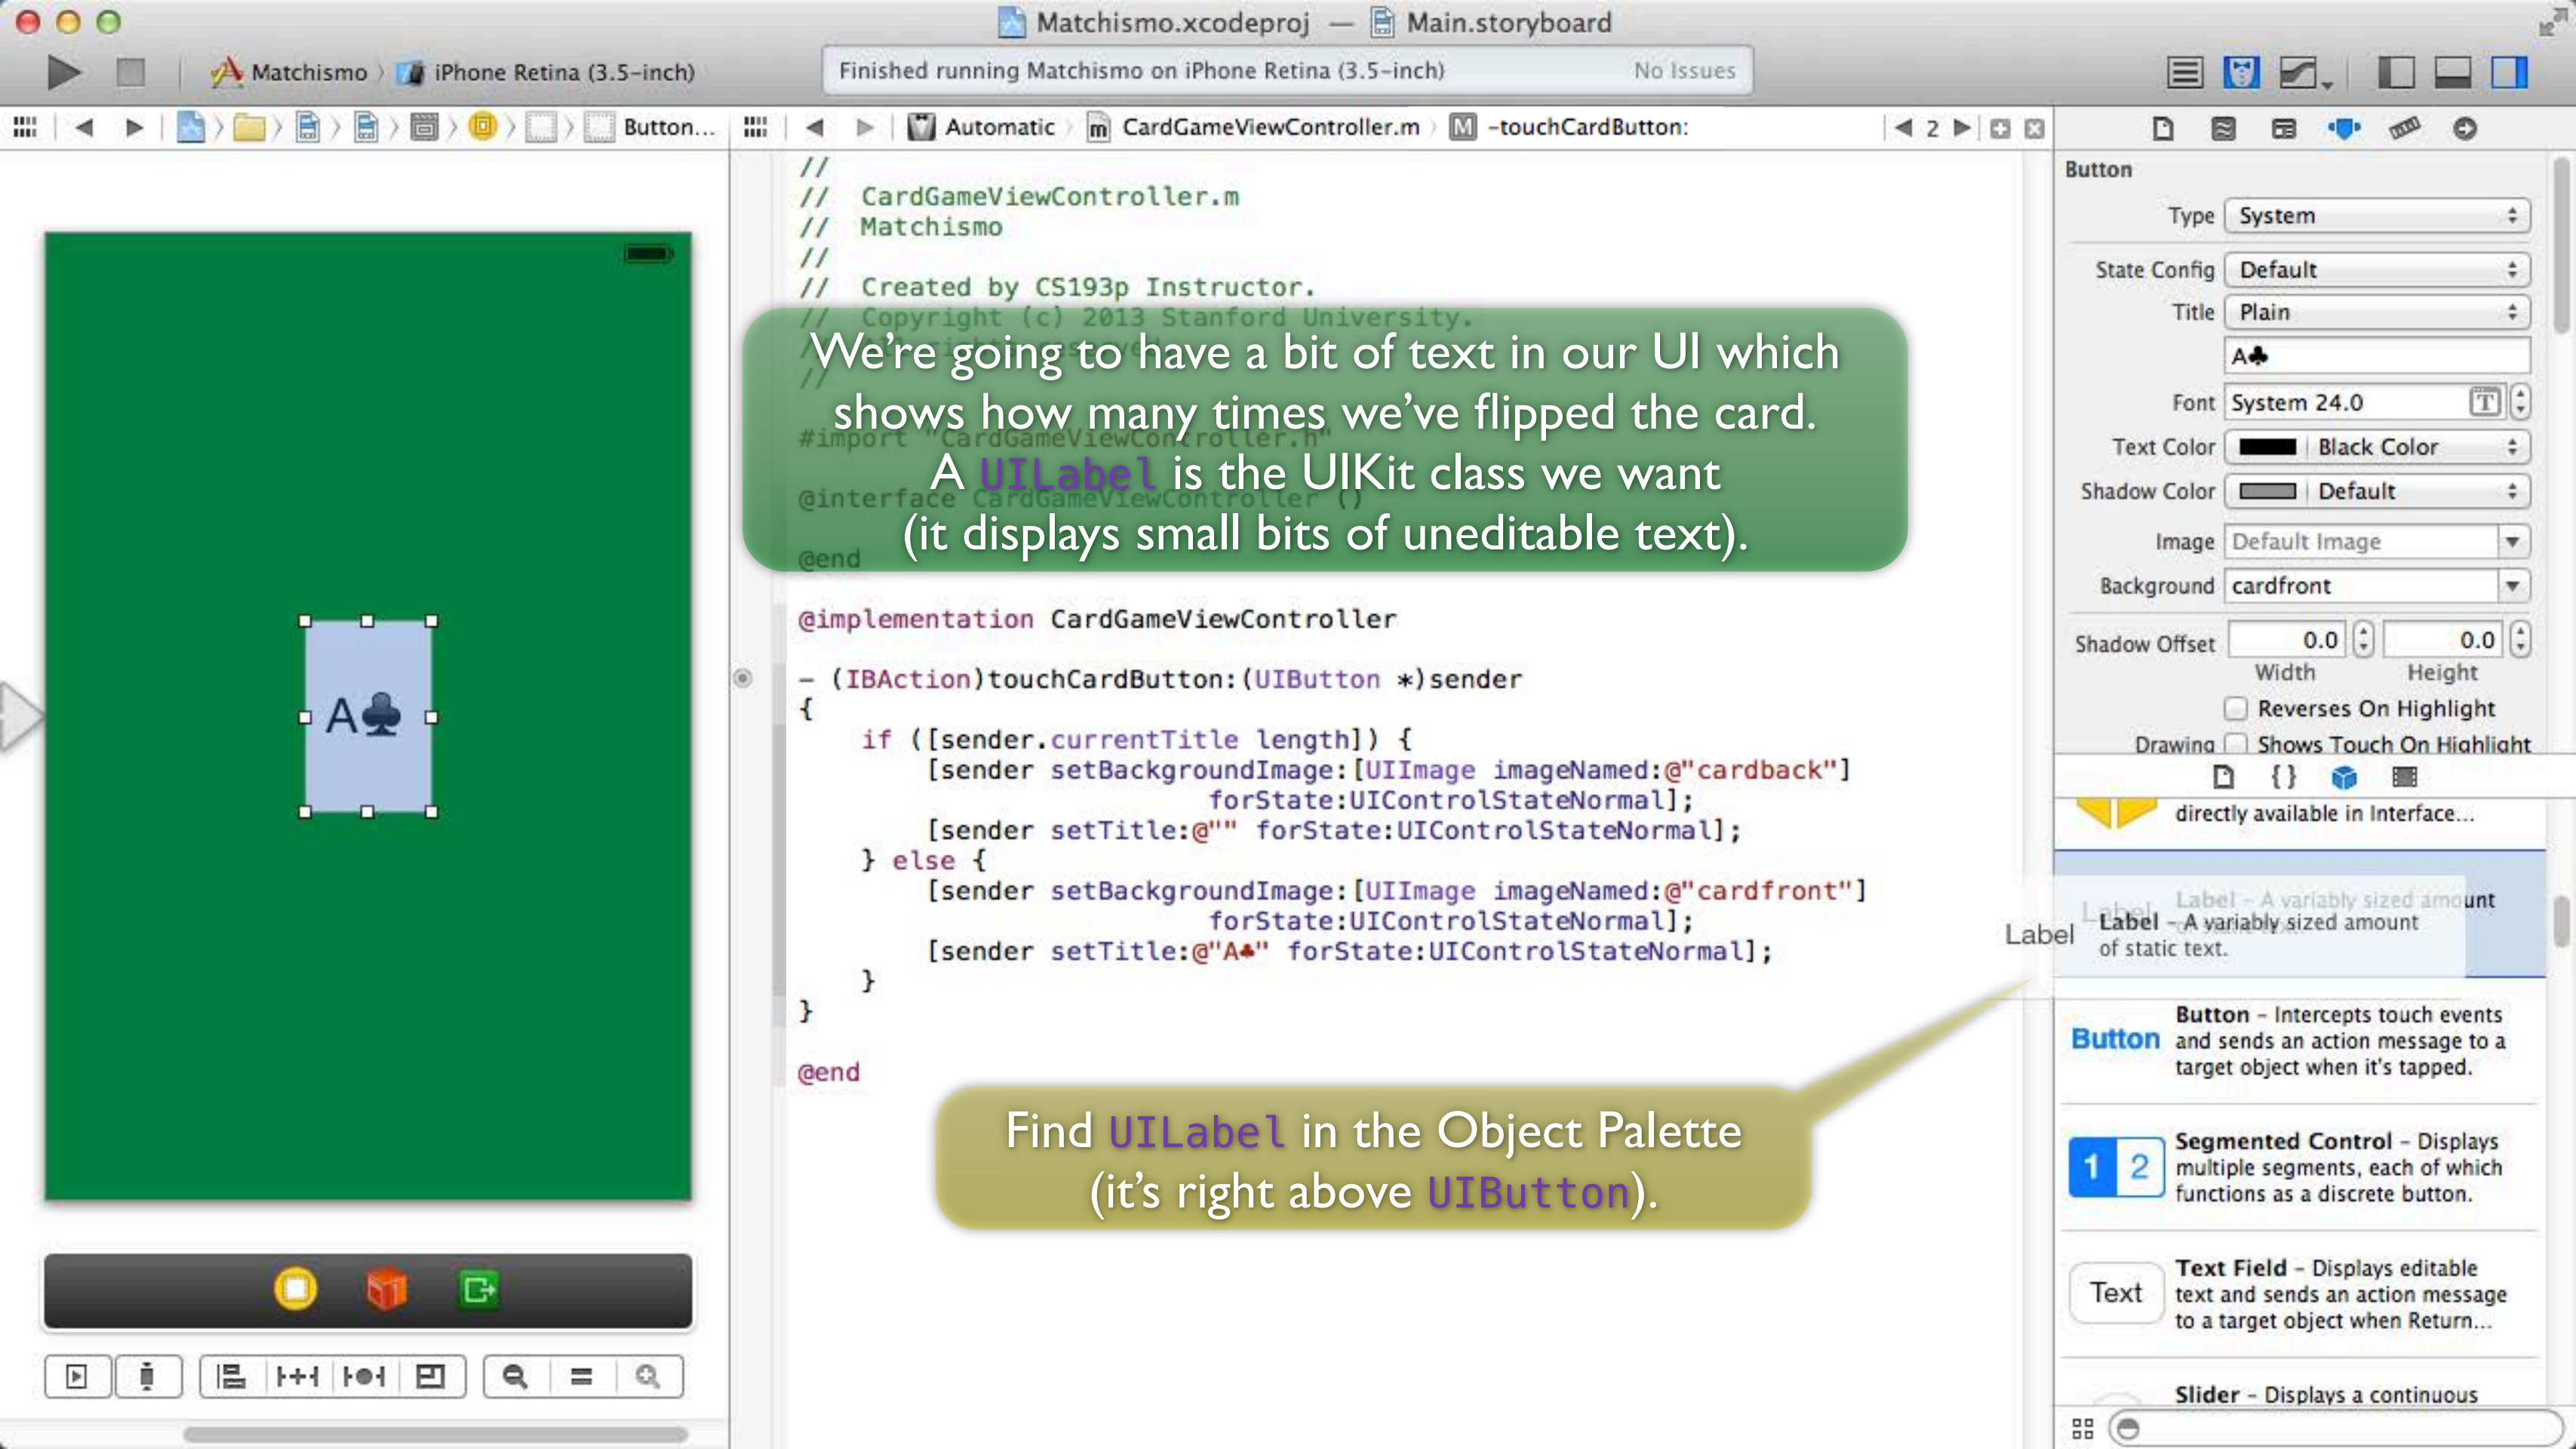 Matchismo.xcodeproj — Main.storyboard
Matchismo
iPhone Retina (3.5-inch)
Finished running Matchismo on iPhone Retina (3.5-inch)
No Issues
Button...
Automatic
CardGameViewController.m
M
-touchCardButton:
2
A♣
//
//  CardGameViewController.m
//  Matchismo
//
//  Created by CS193p Instructor.
//  Copyright (c) 2013 Stanford University.
//
//
We're going to have a bit of text in our UI which
shows how many times we've flipped the card.
A UILabel is the UIKit class we want
(it displays small bits of uneditable text).
#import "CardGameViewController.h"
@interface CardGameViewController ()
@end
@implementation CardGameViewController
- (IBAction)touchCardButton:(UIButton *)sender
{
if ([sender.currentTitle length]) {
[sender setBackgroundImage:[UIImage imageNamed:@"cardback"]
forState:UIControlStateNormal];
[sender setTitle:@"" forState:UIControlStateNormal];
} else {
[sender setBackgroundImage:[UIImage imageNamed:@"cardfront"]
forState:UIControlStateNormal];
[sender setTitle:@"A♣" forState:UIControlStateNormal];
}
}
@end
Find UILabel in the Object Palette
(it's right above UIButton).
Button
Type System
State Config Default
Title Plain
A♣
Font System 24.0 T
Text Color Black Color
Shadow Color Default
Image Default Image
Background cardfront
Shadow Offset 0.0 0.0
Width Height
Reverses On Highlight
Drawing Shows Touch On Highlight
{}
directly available in Interface...
Label
Label - A variably sized amount
Label
Label - A variably sized amount
of static text.
Button
Button - Intercepts touch events
and sends an action message to a
target object when it's tapped.
1 2
Segmented Control - Displays
multiple segments, each of which
functions as a discrete button.
Text
Text Field - Displays editable
text and sends an action message
to a target object when Return...
Slider - Displays a continuous